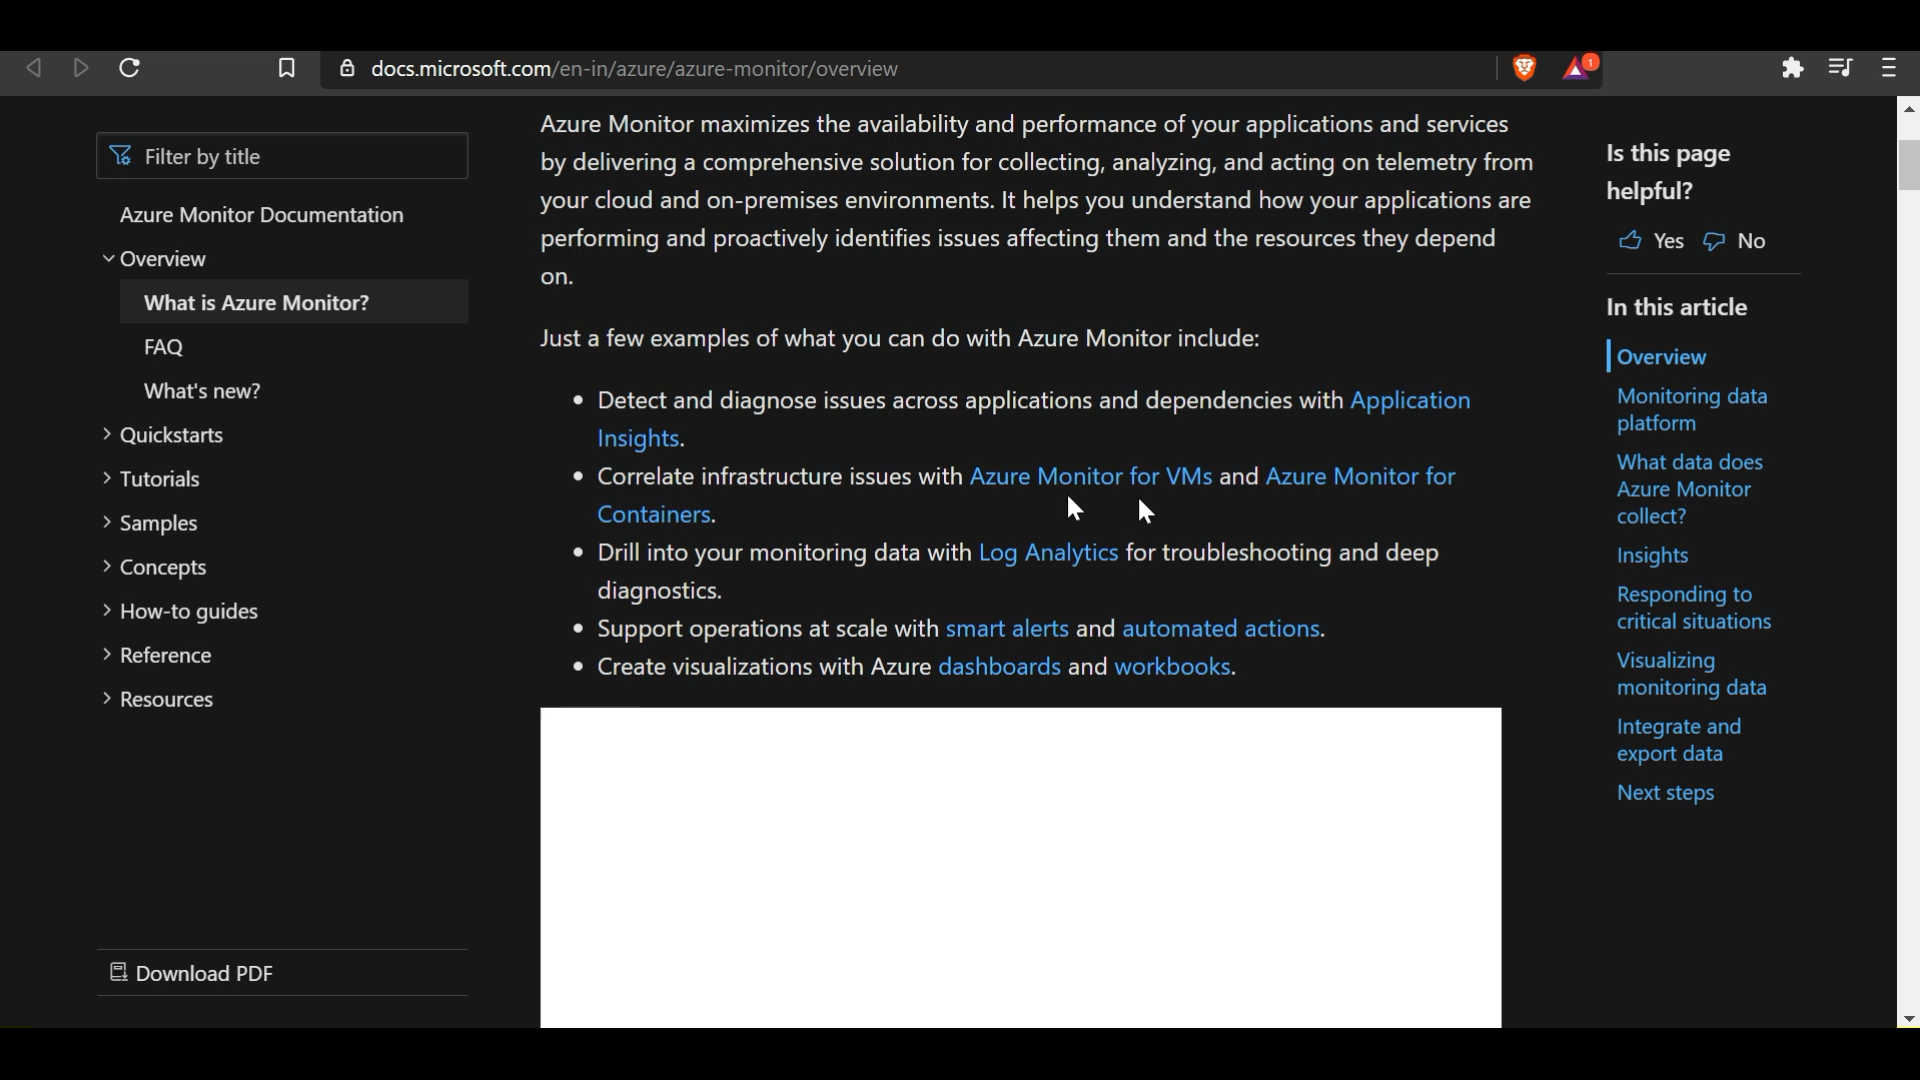 docs.microsoft.com/en-in/azure/azure-monitor/overview
1
Filter by title
Azure Monitor Documentation
Overview
What is Azure Monitor?
FAQ
What's new?
Quickstarts
Tutorials
Samples
Concepts
How-to guides
Reference
Resources
Download PDF
Azure Monitor maximizes the availability and performance of your applications and services
by delivering a comprehensive solution for collecting, analyzing, and acting on telemetry from
your cloud and on-premises environments. It helps you understand how your applications are
performing and proactively identifies issues affecting them and the resources they depend
on.
Just a few examples of what you can do with Azure Monitor include:
• Detect and diagnose issues across applications and dependencies with Application
Insights.
• Correlate infrastructure issues with Azure Monitor for VMs and Azure Monitor for
Containers.
• Drill into your monitoring data with Log Analytics for troubleshooting and deep
diagnostics.
• Support operations at scale with smart alerts and automated actions.
• Create visualizations with Azure dashboards and workbooks.
Is this page
helpful?
Yes No
In this article
Overview
Monitoring data
platform
What data does
Azure Monitor
collect?
Insights
Responding to
critical situations
Visualizing
monitoring data
Integrate and
export data
Next steps